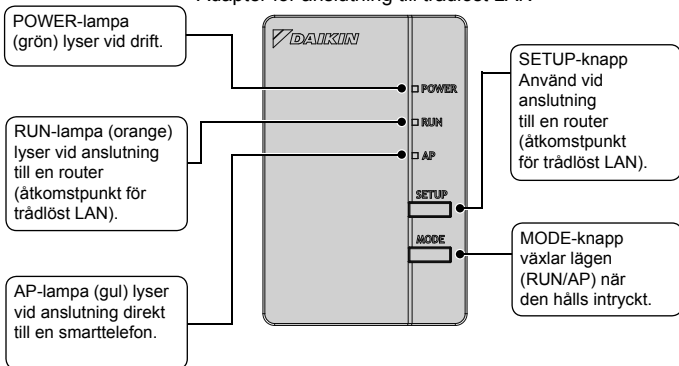 Adapter för anslutning till trådlöst LAN
POWER-lampa
(grön) lyser vid drift.
RUN-lampa (orange)
lyser vid anslutning
till en router
(åtkomstpunkt för
trådlöst LAN).
AP-lampa (gul) lyser
vid anslutning direkt
till en smarttelefon.
DAIKIN
POWER
RUN
AP
SETUP
MODE
SETUP-knapp
Använd vid
anslutning
till en router
(åtkomstpunkt
för trådlöst LAN).
MODE-knapp
växlar lägen
(RUN/AP) när
den hålls intryckt.